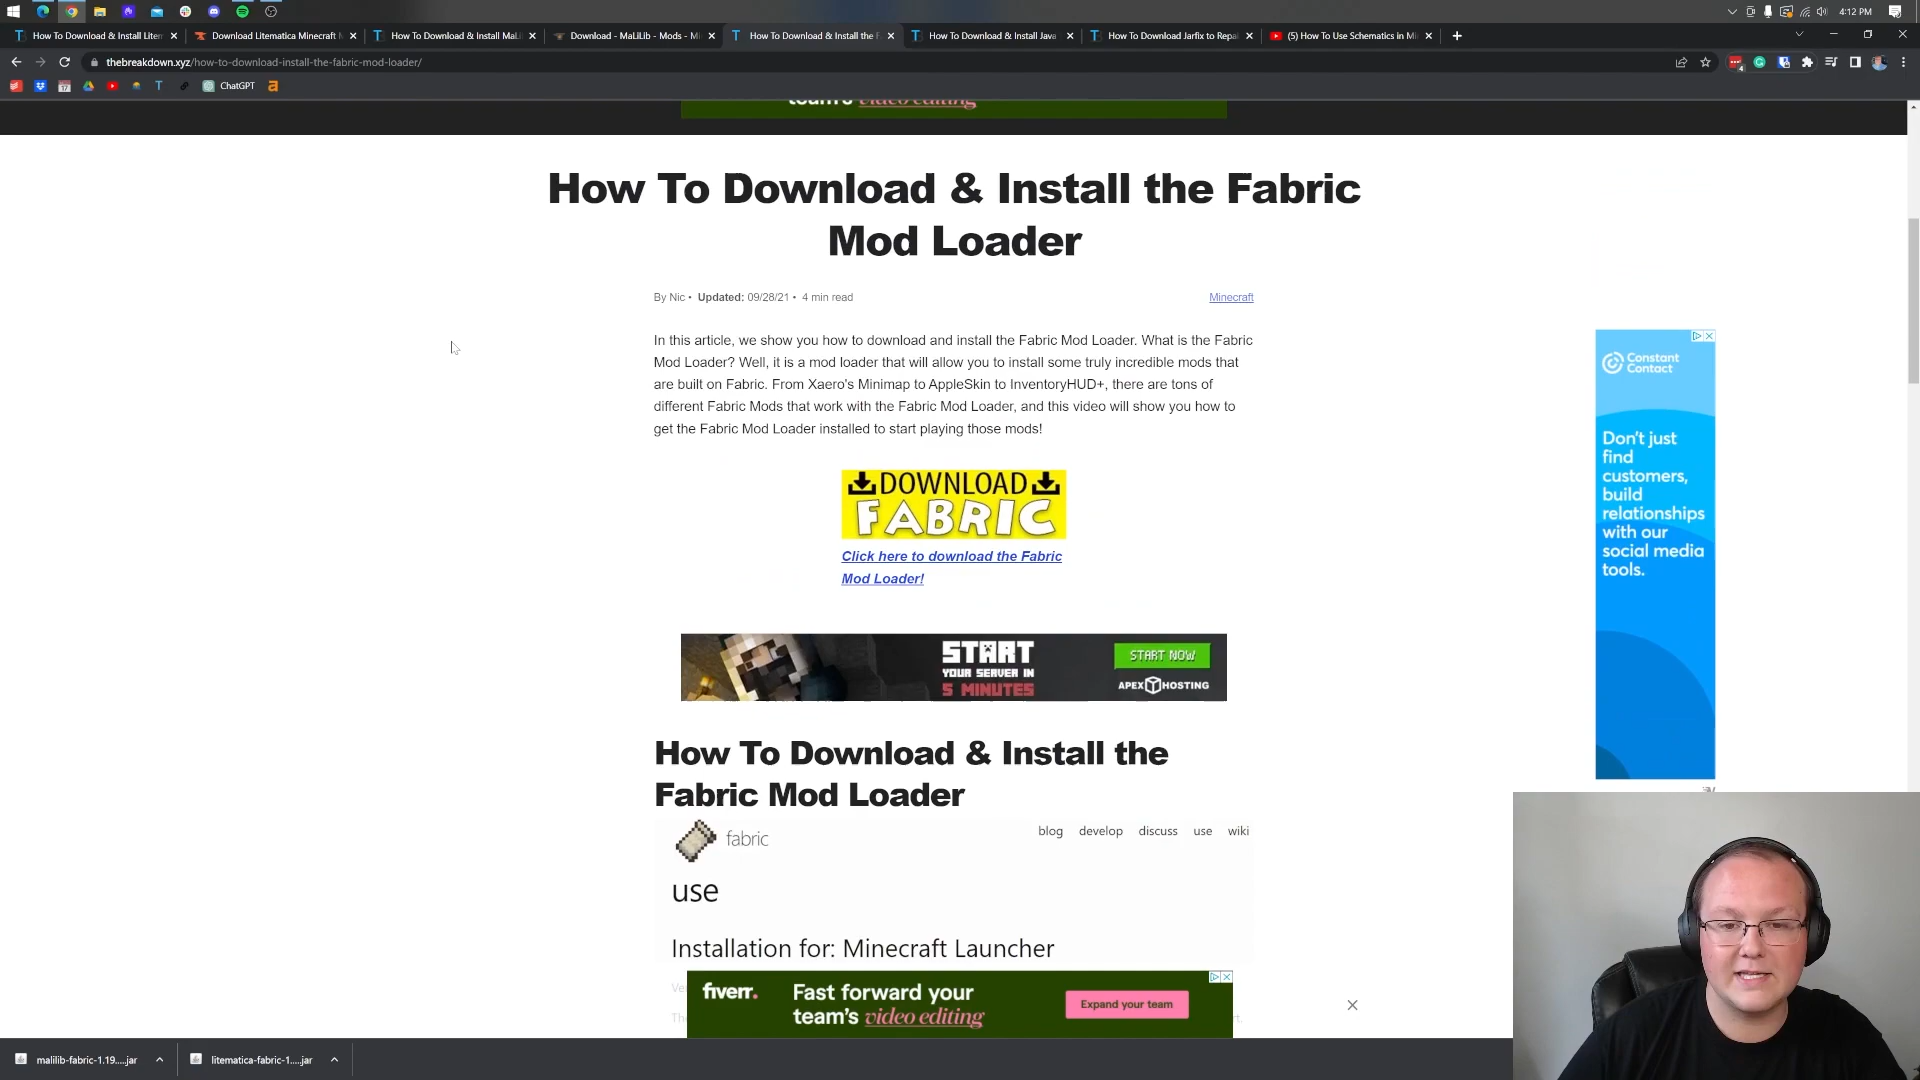 4:12 PM
How To Download & Install Liter
Download Litematica Minecraft M
How To Download & Install MaLi
Download - MaLiLib - Mods - Mi
How To Download & Install the F
How To Download & Install Java
How To Download Jarfix to Repai
(5) How To Use Schematics in Mi
thebreakdown.xyz/how-to-download-install-the-fabric-mod-loader/
ChatGPT
team's video editing
How To Download & Install the Fabric
Mod Loader
By Nic • Updated: 09/28/21 • 4 min read
Minecraft
In this article, we show you how to download and install the Fabric Mod Loader. What is the Fabric
Mod Loader? Well, it is a mod loader that will allow you to install some truly incredible mods that
are built on Fabric. From Xaero's Minimap to AppleSkin to InventoryHUD+, there are tons of
different Fabric Mods that work with the Fabric Mod Loader, and this video will show you how to
get the Fabric Mod Loader installed to start playing those mods!
DOWNLOAD
FABRIC
Click here to download the Fabric
Mod Loader!
START
YOUR SERVER IN
5 MINUTES
START NOW
APEX HOSTING
Constant
Contact
Don't just
find
customers,
build
relationships
with our
social media
tools.
How To Download & Install the
Fabric Mod Loader
fabric
blog develop discuss use wiki
use
Installation for: Minecraft Launcher
fiverr.
Fast forward your
team's video editing
Expand your team
malilib-fabric-1.19....jar
litematica-fabric-1....jar